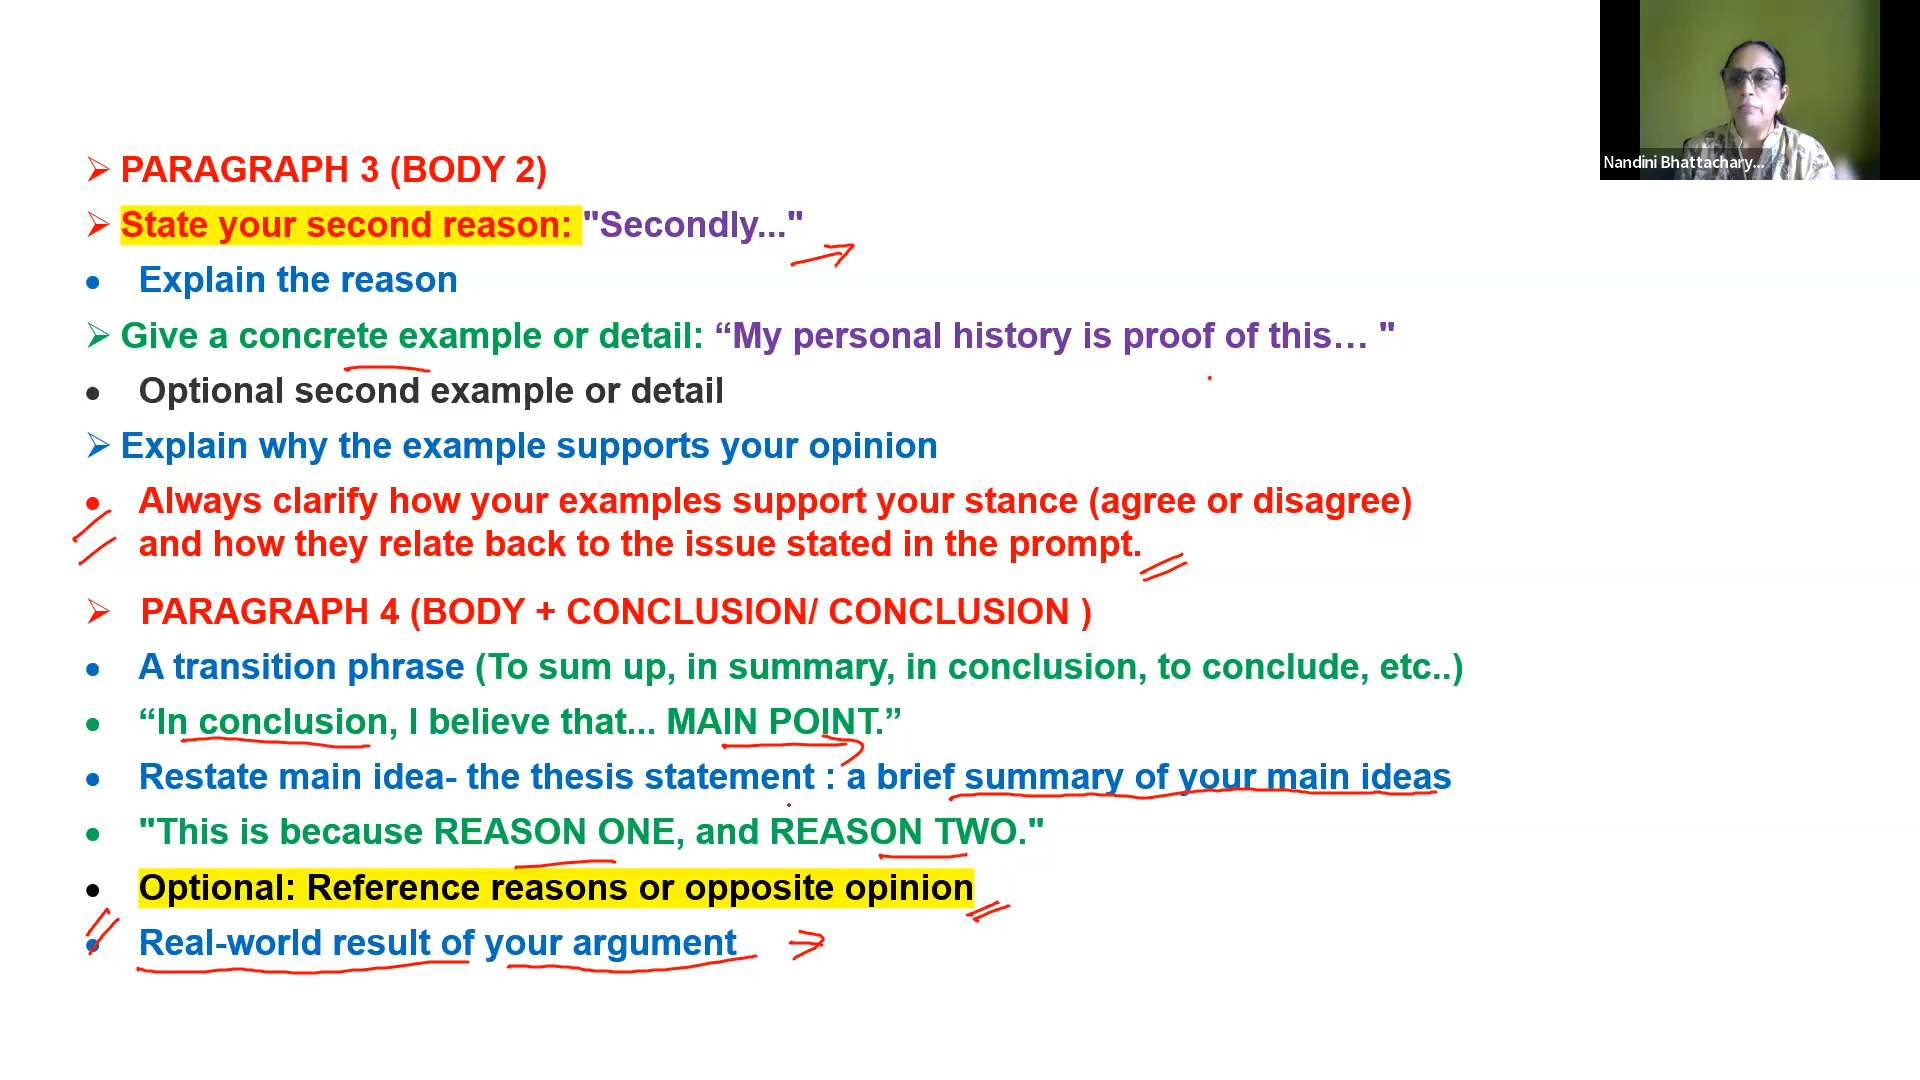 Nandini Bhattachary...
PARAGRAPH 3 (BODY 2)
State your second reason: "Secondly..."
Explain the reason
Give a concrete example or detail: “My personal history is proof of this… "
Optional second example or detail
Explain why the example supports your opinion
Always clarify how your examples support your stance (agree or disagree)
and how they relate back to the issue stated in the prompt.
PARAGRAPH 4 (BODY + CONCLUSION/ CONCLUSION )
A transition phrase (To sum up, in summary, in conclusion, to conclude, etc..)
“In conclusion, I believe that... MAIN POINT.”
Restate main idea- the thesis statement : a brief summary of your main ideas
"This is because REASON ONE, and REASON TWO."
Optional: Reference reasons or opposite opinion
Real-world result of your argument